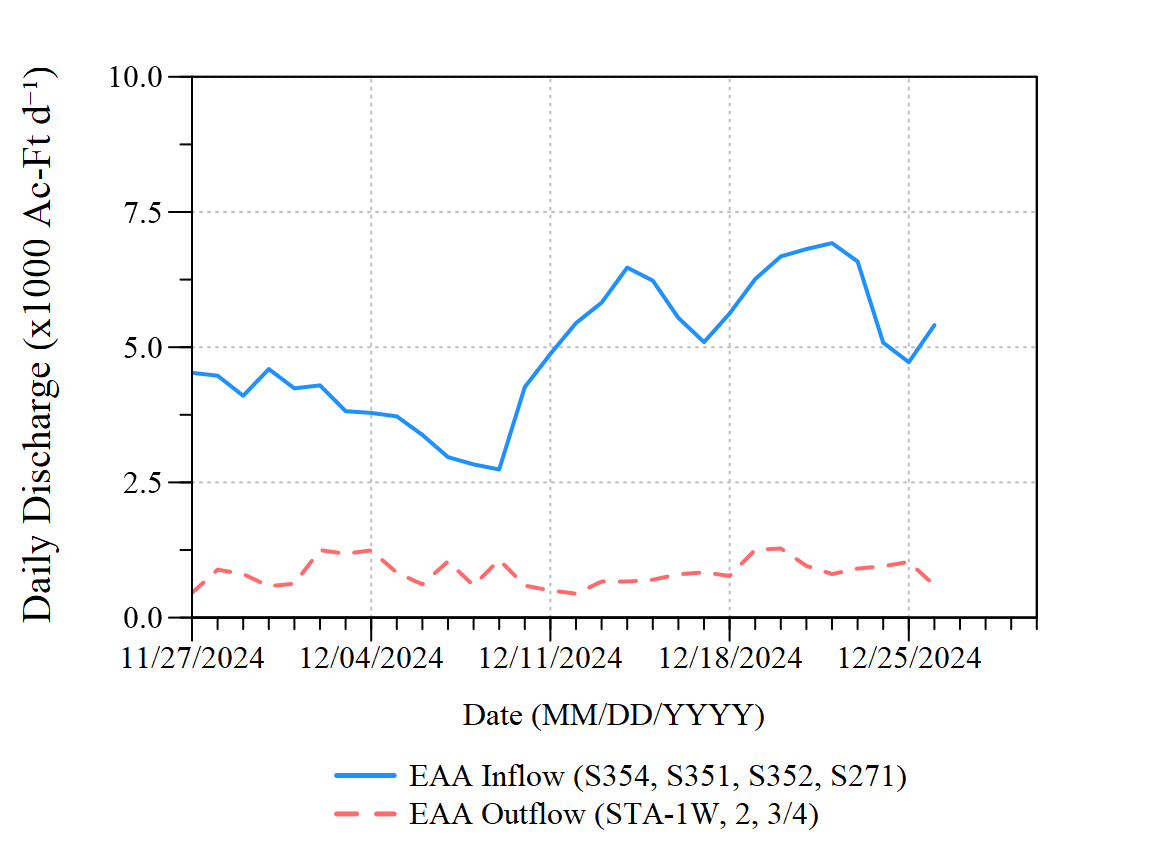 Daily Discharge (x1000 Ac-Ft d⁻¹)
10.0
7.5
5.0
2.5
0.0
11/27/2024 12/04/2024 12/11/2024 12/18/2024 12/25/2024
Date (MM/DD/YYYY)
EAA Inflow (S354, S351, S352, S271)
EAA Outflow (STA-1W, 2, 3/4)